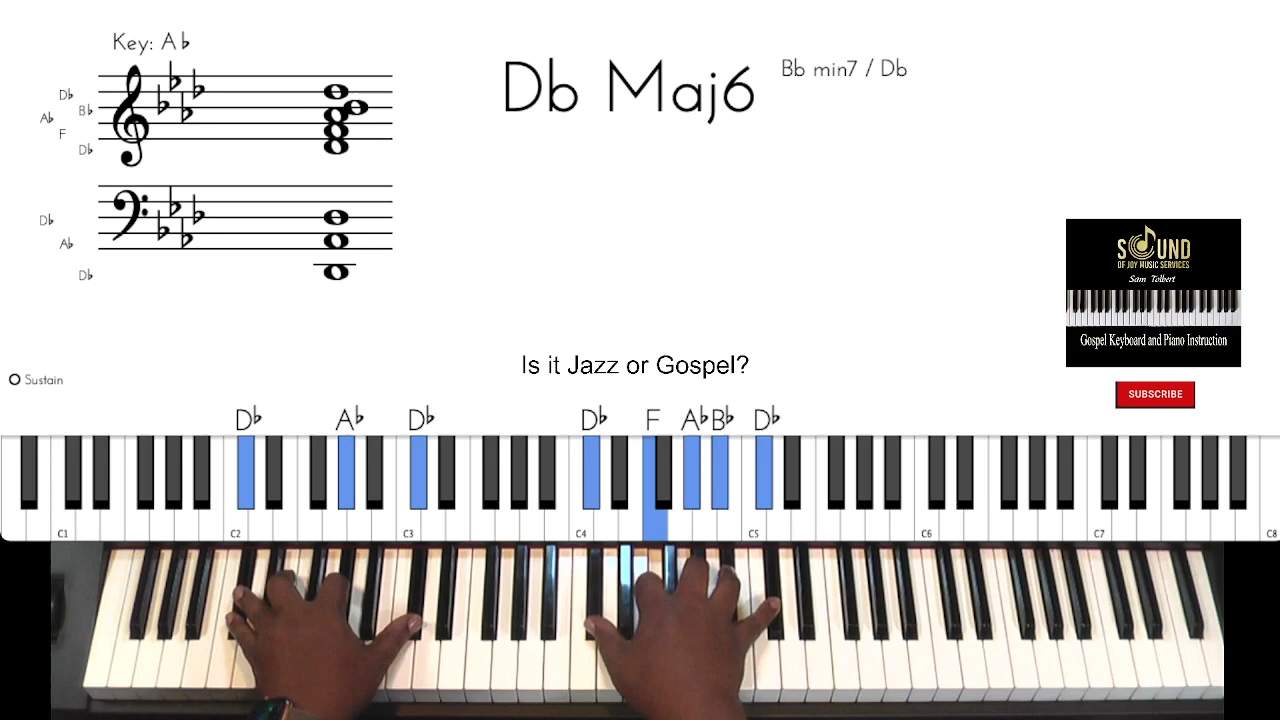 Key: A♭
Db Maj6
Bb min7 / Db
D♭
B♭
A♭
F
D♭
D♭
A♭
D♭
SOUND
OF JOY MUSIC SERVICES
Sam Tolbert
Gospel Keyboard and Piano Instruction
Is it Jazz or Gospel?
Sustain
SUBSCRIBE
D♭ A♭ D♭ D♭ F A♭ B♭ D♭
C1 C2 C3 C4 C5 C6 C7 C8